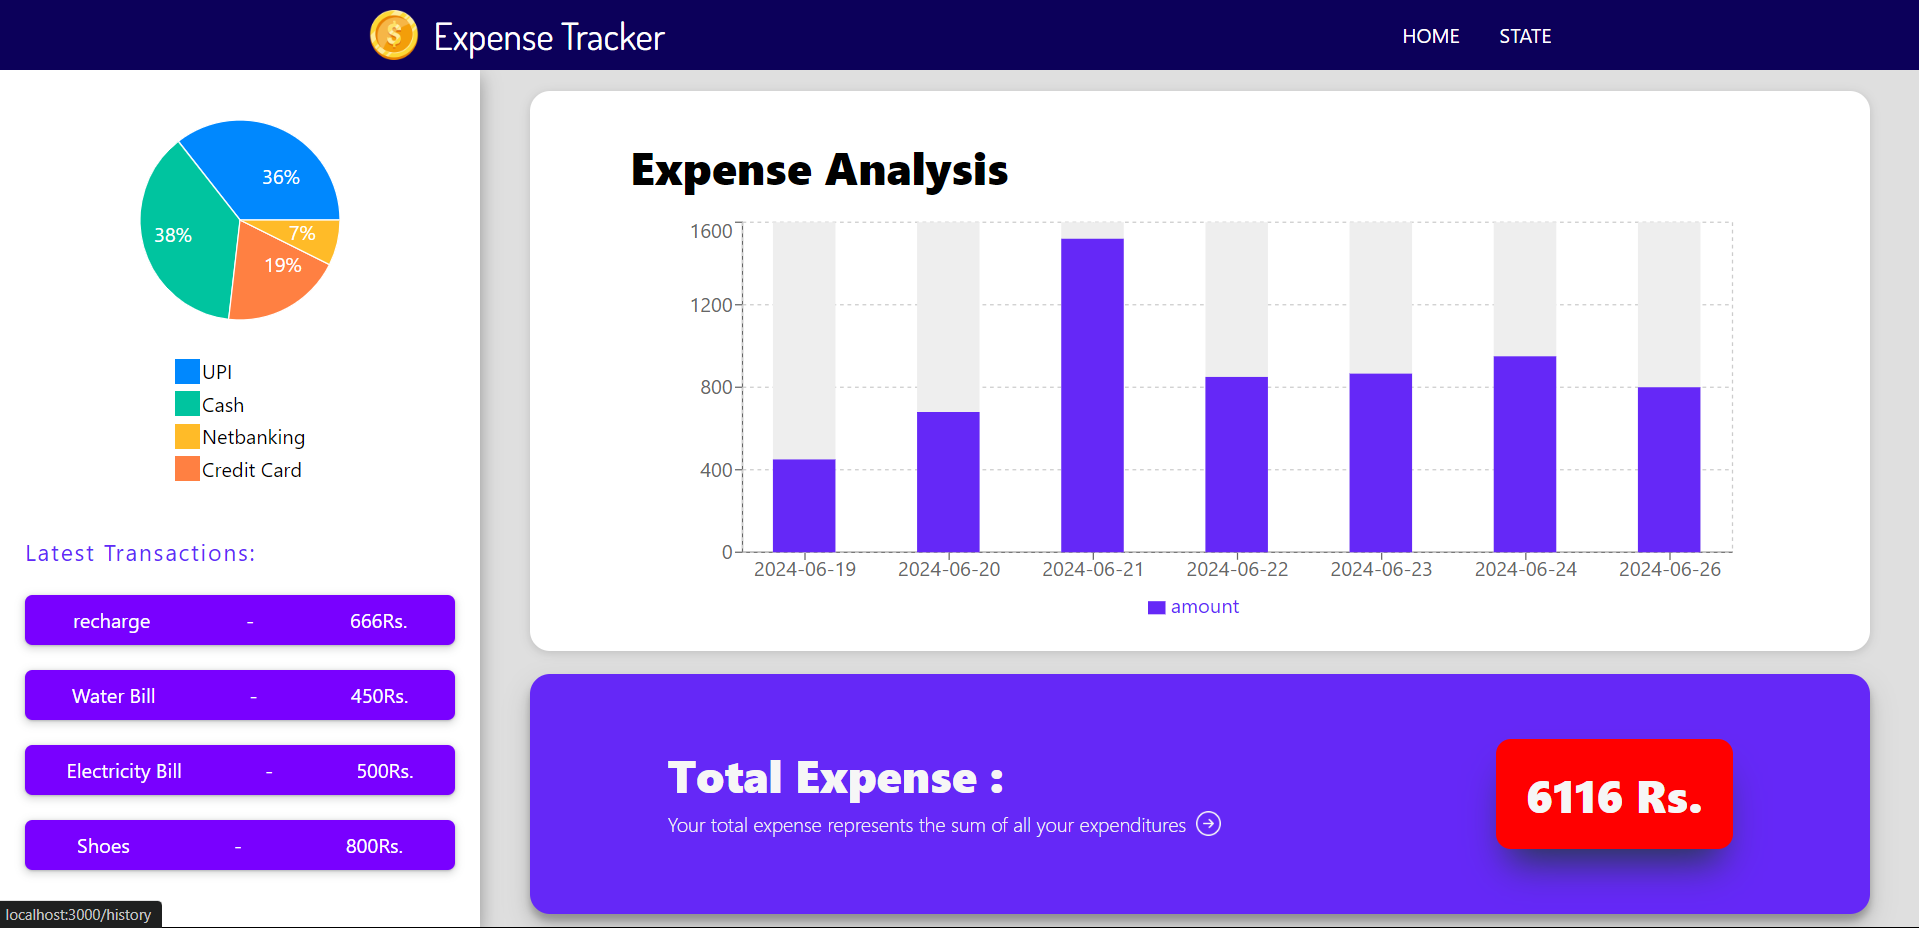 Expense Tracker
HOME
STATE
36%
38%
7%
19%
UPI
Cash
Netbanking
Credit Card
Latest Transactions:
recharge - 666Rs.
Water Bill - 450Rs.
Electricity Bill - 500Rs.
Shoes - 800Rs.
localhost:3000/history
Expense Analysis
1600
1200
800
400
0
2024-06-19 2024-06-20 2024-06-21 2024-06-22 2024-06-23 2024-06-24 2024-06-26
amount
Total Expense :
Your total expense represents the sum of all your expenditures
6116 Rs.